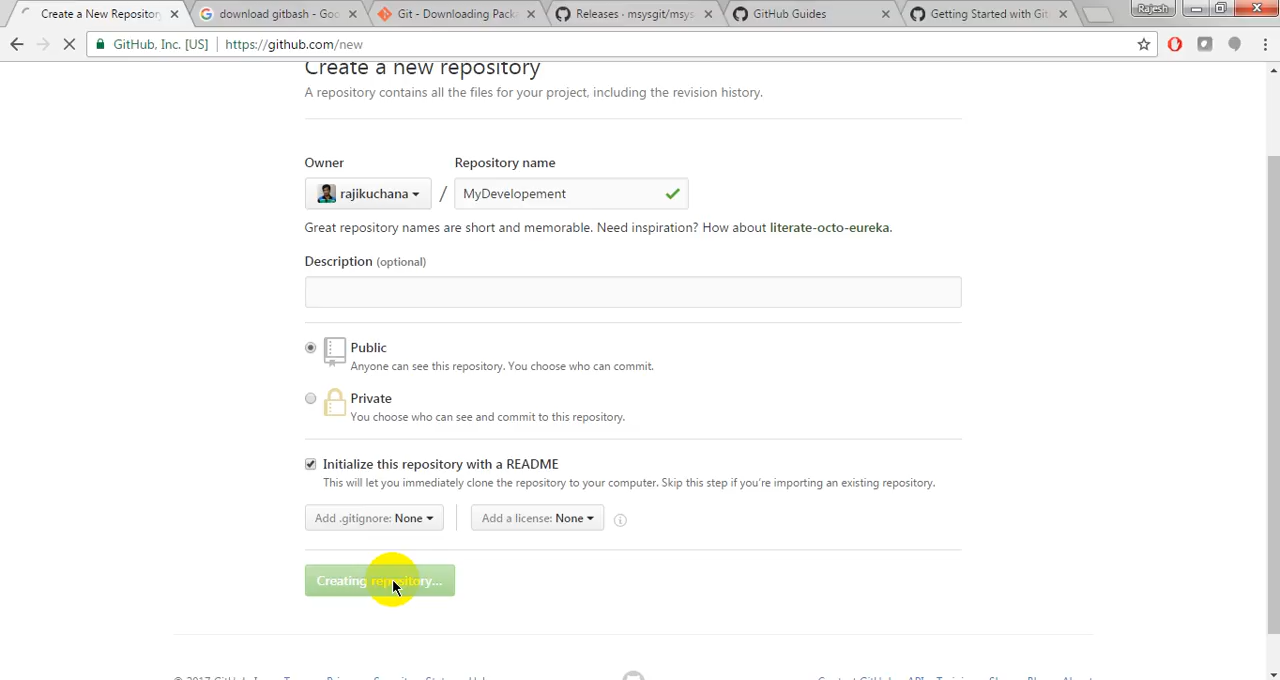 Create a New Repositor
download gitbash - Goo
Git - Downloading Pack
Releases · msysgit/msys
GitHub Guides
Getting Started with Git
Rajesh
GitHub, Inc. [US]
https://github.com/new
Create a new repository
A repository contains all the files for your project, including the revision history.
Owner
Repository name
rajikuchana
/
MyDevelopement
Great repository names are short and memorable. Need inspiration? How about literate-octo-eureka.
Description (optional)
Public
Anyone can see this repository. You choose who can commit.
Private
You choose who can see and commit to this repository.
Initialize this repository with a README
This will let you immediately clone the repository to your computer. Skip this step if you're importing an existing repository.
Add .gitignore: None
Add a license: None
Creating repository...